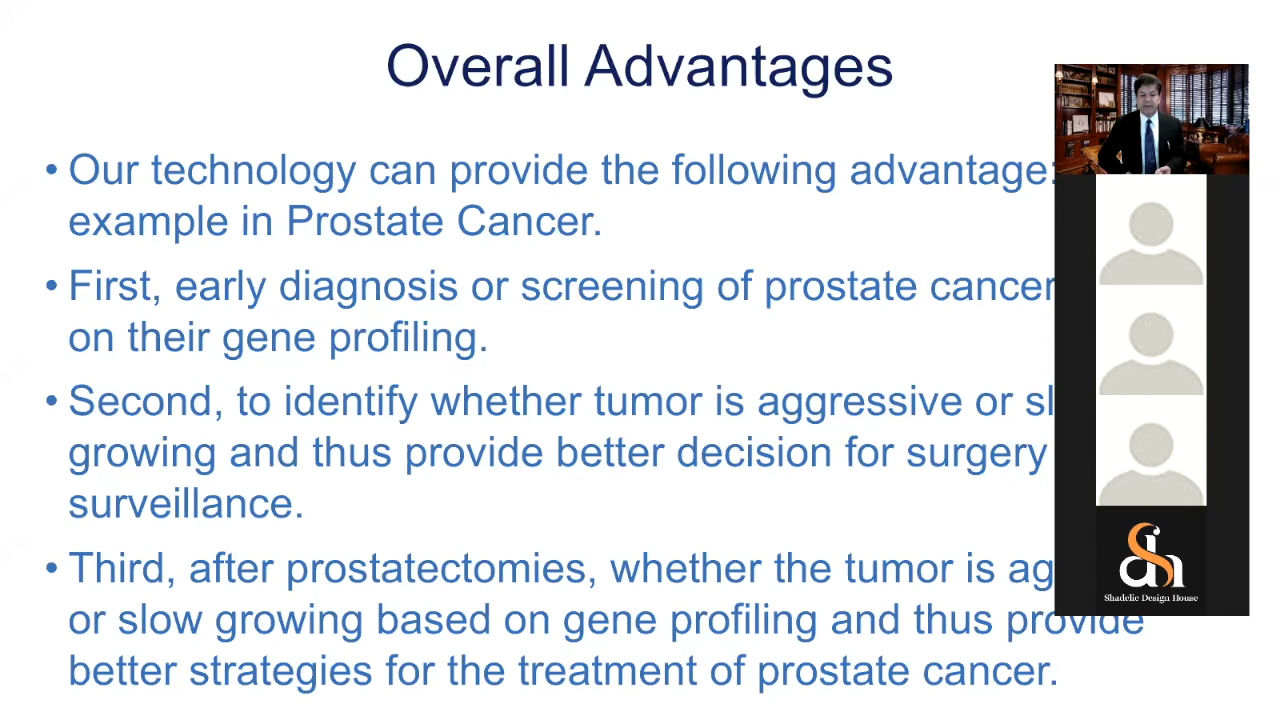 Overall Advantages
• Our technology can provide the following advantage:
example in Prostate Cancer.
• First, early diagnosis or screening of prostate cancer
on their gene profiling.
• Second, to identify whether tumor is aggressive or sl
growing and thus provide better decision for surgery
surveillance.
• Third, after prostatectomies, whether the tumor is ag
or slow growing based on gene profiling and thus provide
better strategies for the treatment of prostate cancer.
Shadelic Design House